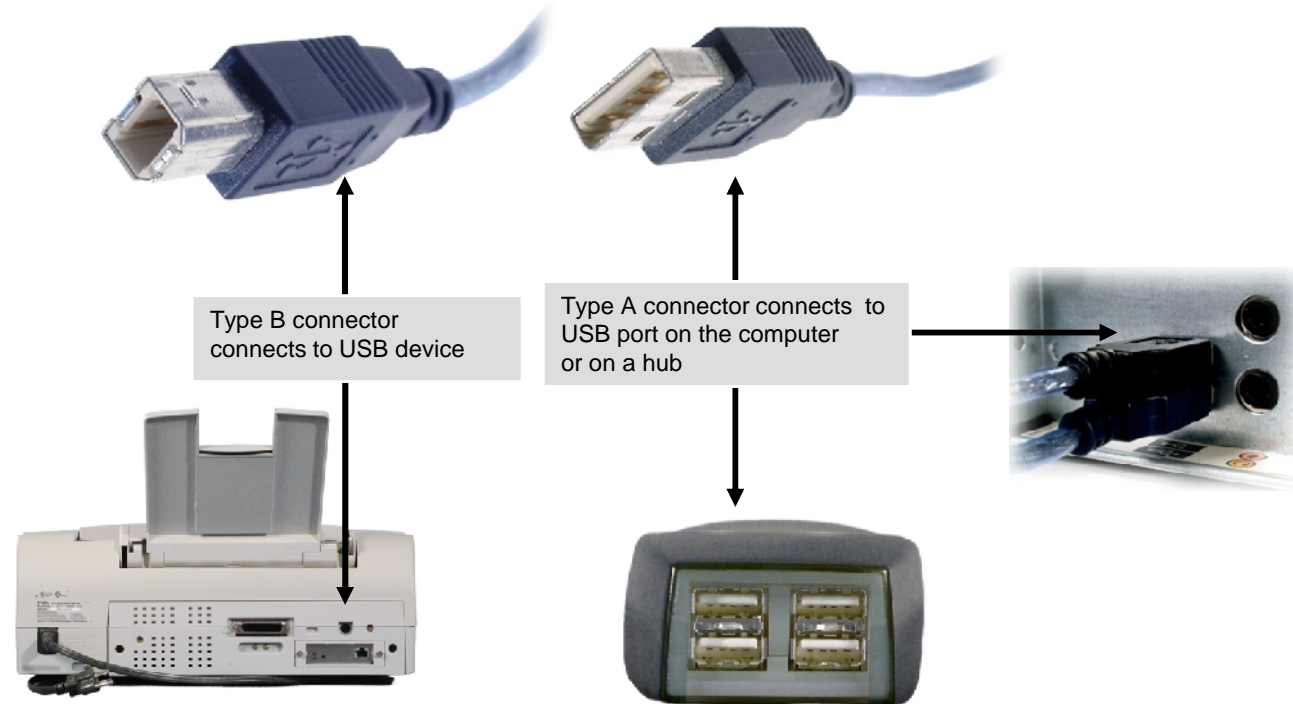 Type B connector
connects to USB device
Type A connector connects to
USB port on the computer
or on a hub